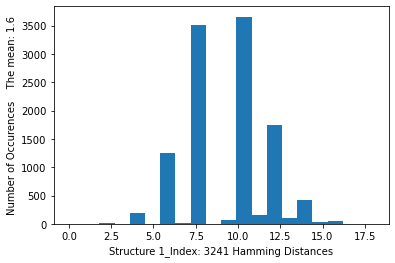 Number of Occurences    The mean: 1.6
3500
3000
2500
2000
1500
1000
500
0
0.0 2.5 5.0 7.5 10.0 12.5 15.0 17.5
Structure 1_Index: 3241 Hamming Distances